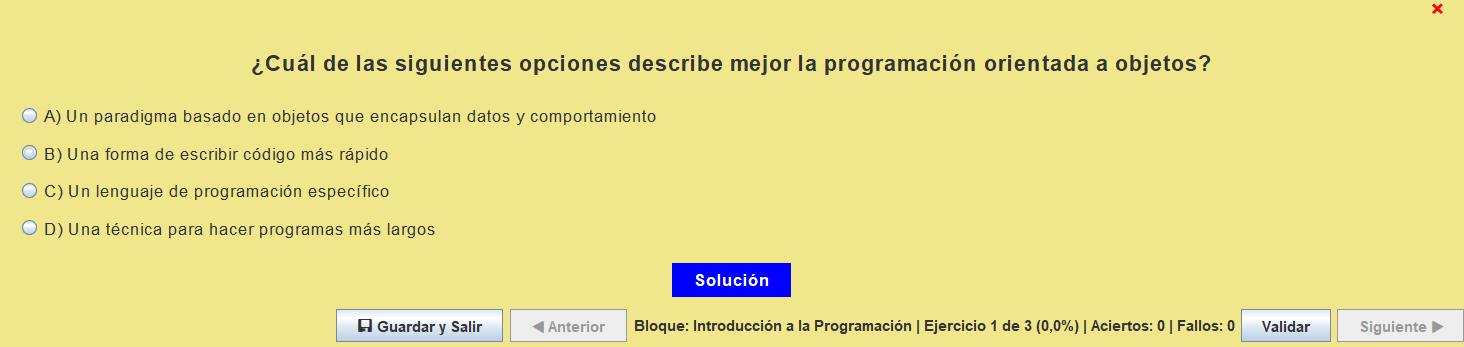 ¿Cuál de las siguientes opciones describe mejor la programación orientada a objetos?
A) Un paradigma basado en objetos que encapsulan datos y comportamiento
B) Una forma de escribir código más rápido
C) Un lenguaje de programación específico
D) Una técnica para hacer programas más largos
Solución
Guardar y Salir ◀ Anterior Bloque: Introducción a la Programación | Ejercicio 1 de 3 (0,0%) | Aciertos: 0 | Fallos: 0 Validar Siguiente ▶